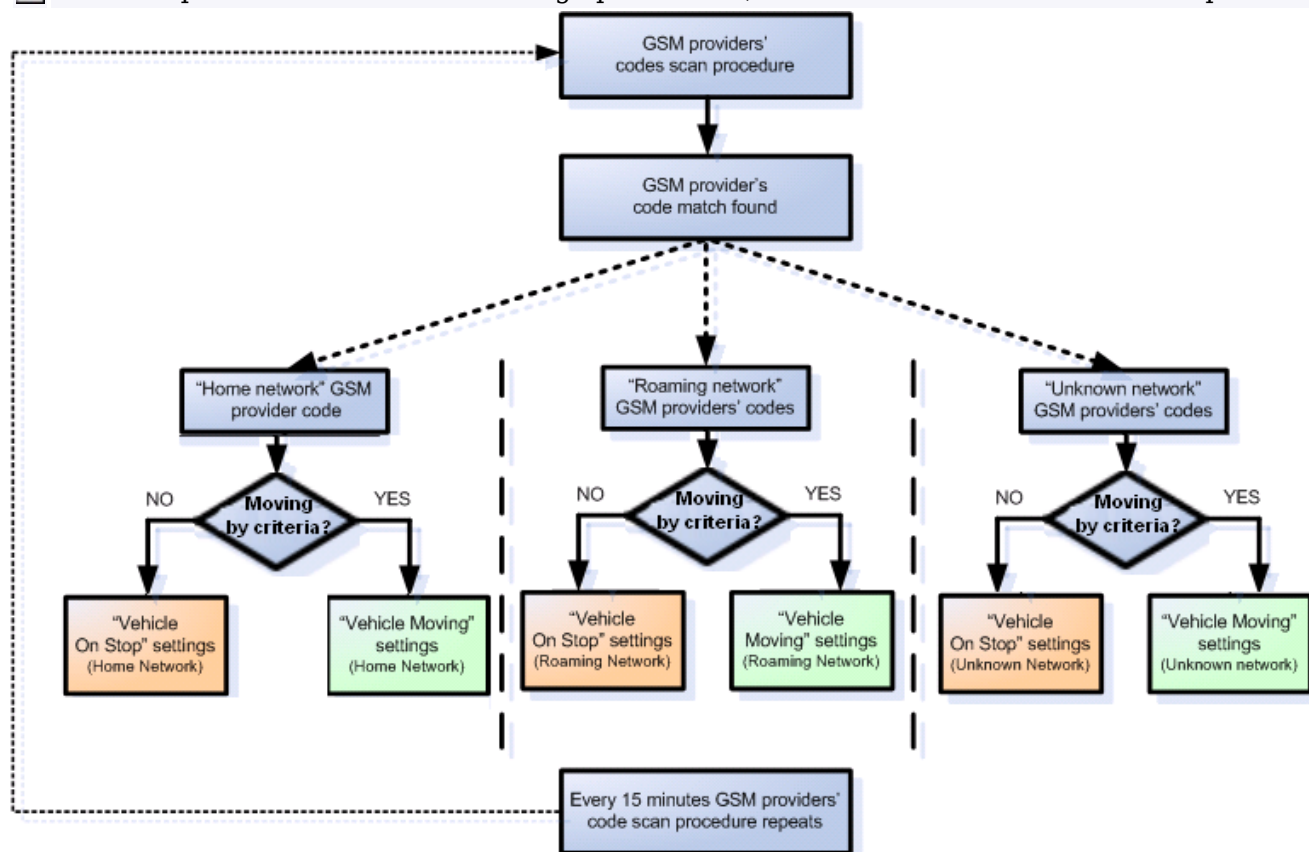 GSM providers'
codes scan procedure
GSM provider's
code match found
"Home network" GSM
provider code
"Roaming network"
GSM providers' codes
"Unknown network"
GSM providers' codes
NO
Moving
by criteria?
YES
NO
Moving
by criteria?
YES
NO
Moving
by criteria?
YES
"Vehicle
On Stop" settings
(Home Network)
"Vehicle Moving"
settings
(Home Network)
"Vehicle
On Stop" settings
(Roaming Network)
"Vehicle
Moving" settings
(Roaming Network)
"Vehicle
On Stop" settings
(Unknown Network)
"Vehicle Moving"
settings
(Unknown network)
Every 15 minutes GSM providers'
code scan procedure repeats